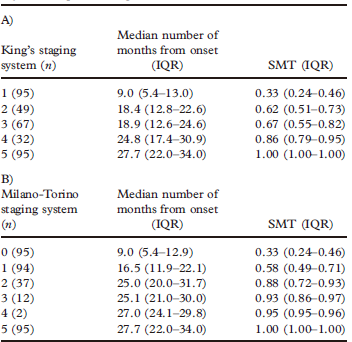 A)
Median number of
King's staging months from onset
system (n) (IQR) SMT (IQR)
1 (95) 9.0 (5.4–13.0) 0.33 (0.24–0.46)
2 (49) 18.4 (12.8–22.6) 0.62 (0.51–0.73)
3 (67) 18.9 (12.6–24.6) 0.67 (0.55–0.82)
4 (32) 24.8 (17.4–30.9) 0.86 (0.79–0.95)
5 (95) 27.7 (22.0–34.0) 1.00 (1.00–1.00)
B)
Milano-Torino Median number of
staging system months from onset
(n) (IQR) SMT (IQR)
0 (95) 9.0 (5.4–12.9) 0.33 (0.24–0.46)
1 (94) 16.5 (11.9–22.1) 0.58 (0.49–0.71)
2 (37) 25.0 (20.0–31.7) 0.88 (0.72–0.93)
3 (12) 25.1 (21.0–30.0) 0.93 (0.86–0.97)
4 (2) 27.0 (24.1–29.8) 0.95 (0.95–0.96)
5 (95) 27.7 (22.0–34.0) 1.00 (1.00–1.00)